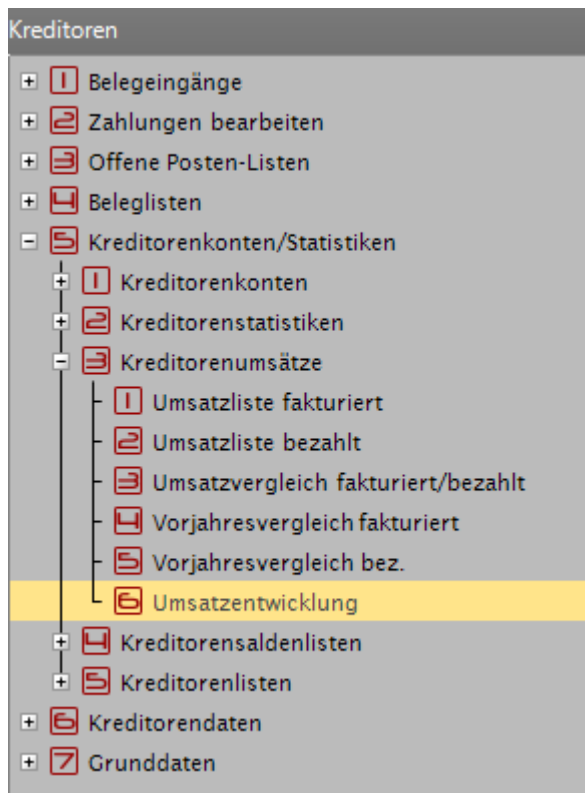 Kreditoren
1 Belegeingänge
2 Zahlungen bearbeiten
3 Offene Posten-Listen
4 Beleglisten
5 Kreditorenkonten/Statistiken
1 Kreditorenkonten
2 Kreditorenstatistiken
3 Kreditorenumsätze
1 Umsatzliste fakturiert
2 Umsatzliste bezahlt
3 Umsatzvergleich fakturiert/bezahlt
4 Vorjahresvergleich fakturiert
5 Vorjahresvergleich bez.
6 Umsatzentwicklung
4 Kreditorensaldenlisten
5 Kreditorenlisten
6 Kreditorendaten
7 Grunddaten